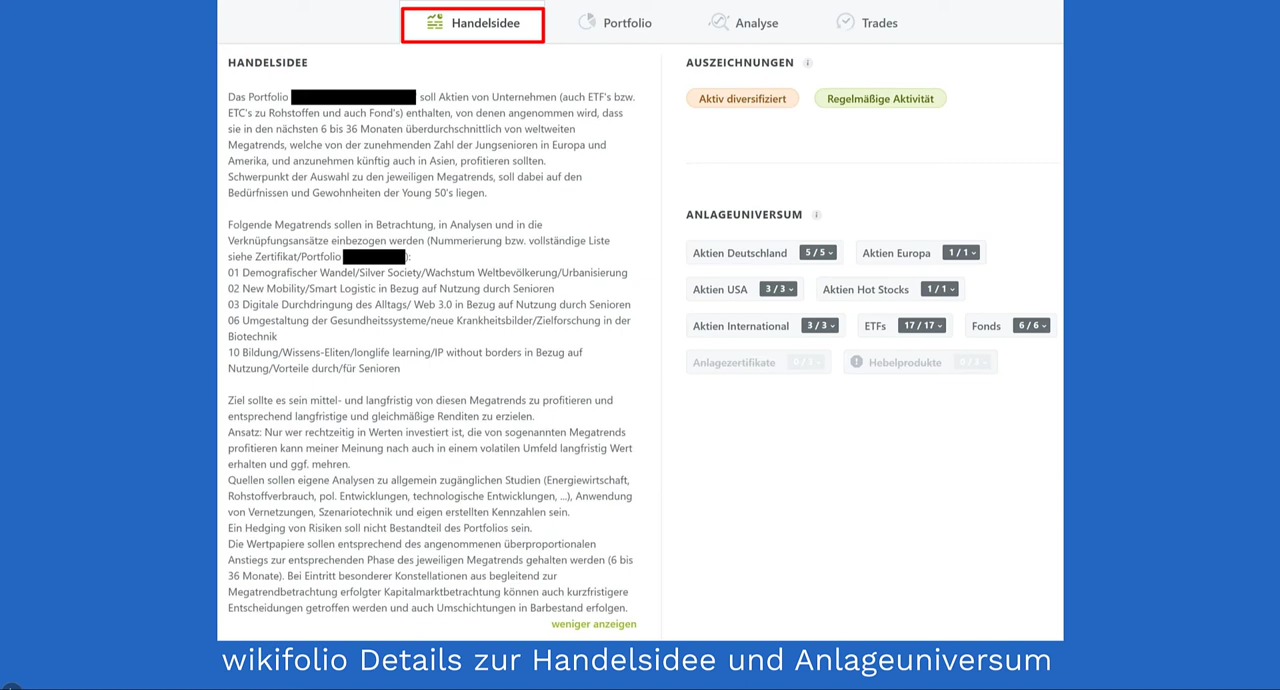 Handelsidee
Portfolio
Analyse
Trades
HANDELSIDEE
Das Portfolio soll Aktien von Unternehmen (auch ETF's bzw.
ETC's zu Rohstoffen und auch Fond's) enthalten, von denen angenommen wird, dass
sie in den nächsten 6 bis 36 Monaten überdurchschnittlich von weltweiten
Megatrends, welche von der zunehmenden Zahl der Jungsenioren in Europa und
Amerika, und anzunehmen künftig auch in Asien, profitieren sollten.
Schwerpunkt der Auswahl zu den jeweiligen Megatrends, soll dabei auf den
Bedürfnissen und Gewohnheiten der Young 50's liegen.
Folgende Megatrends sollen in Betrachtung, in Analysen und in die
Verknüpfungsansätze einbezogen werden (Nummerierung bzw. vollständige Liste
siehe Zertifikat/Portfolio ):
01 Demografischer Wandel/Silver Society/Wachstum Weltbevölkerung/Urbanisierung
02 New Mobility/Smart Logistic in Bezug auf Nutzung durch Senioren
03 Digitale Durchdringung des Alltags/ Web 3.0 in Bezug auf Nutzung durch Senioren
06 Umgestaltung der Gesundheitssysteme/neue Krankheitsbilder/Zielforschung in der
Biotechnik
10 Bildung/Wissens-Eliten/longlife learning/IP without borders in Bezug auf
Nutzung/Vorteile durch/für Senioren
Ziel sollte es sein mittel- und langfristig von diesen Megatrends zu profitieren und
entsprechend langfristige und gleichmäßige Renditen zu erzielen.
Ansatz: Nur wer rechtzeitig in Werten investiert ist, die von sogenannten Megatrends
profitieren kann meiner Meinung nach auch in einem volatilen Umfeld langfristig Wert
erhalten und ggf. mehren.
Quellen sollen eigene Analysen zu allgemein zugänglichen Studien (Energiewirtschaft,
Rohstoffverbrauch, pol. Entwicklungen, technologische Entwicklungen, ...), Anwendung
von Vernetzungen, Szenariotechnik und eigen erstellten Kennzahlen sein.
Ein Hedging von Risiken soll nicht Bestandteil des Portfolios sein.
Die Wertpapiere sollen entsprechend des angenommenen überproportionalen
Anstiegs zur entsprechenden Phase des jeweiligen Megatrends gehalten werden (6 bis
36 Monate). Bei Eintritt besonderer Konstellationen aus begleitend zur
Megatrendbetrachtung erfolgter Kapitalmarktbetrachtung können auch kurzfristigere
Entscheidungen getroffen werden und auch Umschichtungen in Barbestand erfolgen.
weniger anzeigen
AUSZEICHNUNGEN i
Aktiv diversifiziert
Regelmäßige Aktivität
ANLAGEUNIVERSUM i
Aktien Deutschland 5 / 5
Aktien Europa 1 / 1
Aktien USA 3 / 3
Aktien Hot Stocks 1 / 1
Aktien International 3 / 3
ETFs 17 / 17
Fonds 6 / 6
Anlagezertifikate 0 / 3
Hebelprodukte 0 / 3
wikifolio Details zur Handelsidee und Anlageuniversum